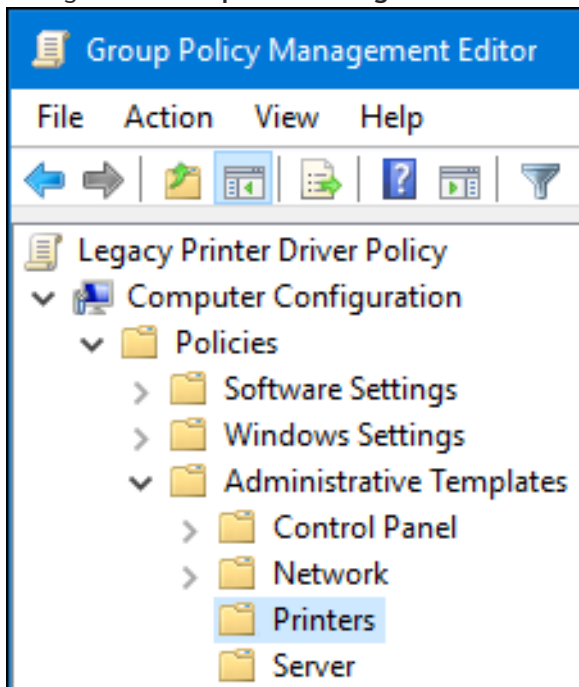 Group Policy Management Editor
File Action View Help
?
Legacy Printer Driver Policy
Computer Configuration
Policies
Software Settings
Windows Settings
Administrative Templates
Control Panel
Network
Printers
Server